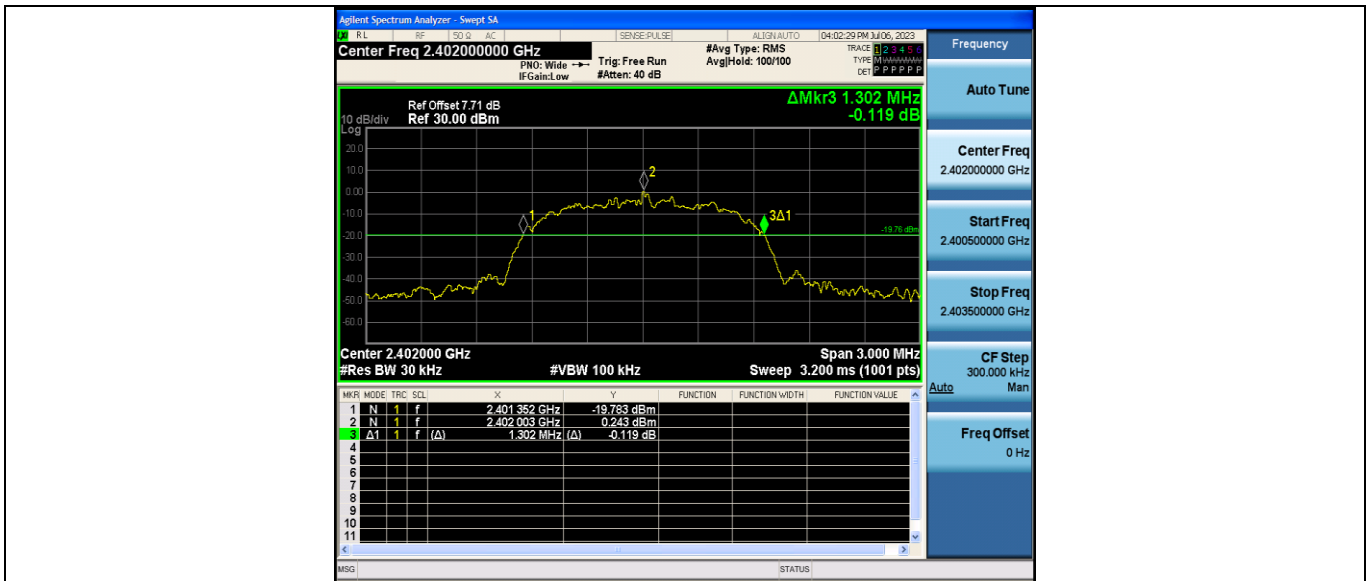 Agilent Spectrum Analyzer - Swept SA
RL RF 50 Ω AC SENSE:PULSE ALIGN AUTO 04:02:29 PM Jul 06, 2023
Center Freq 2.402000000 GHz
PNO: Wide
IFGain:Low
Trig: Free Run
#Atten: 40 dB
#Avg Type: RMS
Avg|Hold: 100/100
TRACE 1 2 3 4 5 6
TYPE M W W W W W
DET P P P P P P
Frequency
Auto Tune
Center Freq
2.402000000 GHz
Start Freq
2.400500000 GHz
Stop Freq
2.403500000 GHz
CF Step
300.000 kHz
Auto Man
Freq Offset
0 Hz
ΔMkr3 1.302 MHz
-0.119 dB
Ref Offset 7.71 dB
10 dB/div Ref 30.00 dBm
Log
20.0
10.0
0.00
-10.0
-20.0
-30.0
-40.0
-50.0
-60.0
1
2
3Δ1
-19.76 dBm
Center 2.402000 GHz Span 3.000 MHz
#Res BW 30 kHz #VBW 100 kHz Sweep 3.200 ms (1001 pts)
MKR MODE TRC SCL X Y FUNCTION FUNCTION WIDTH FUNCTION VALUE
1 N 1 f 2.401 352 GHz -19.783 dBm
2 N 1 f 2.402 003 GHz 0.243 dBm
3 Δ1 1 f (Δ) 1.302 MHz (Δ) -0.119 dB
4
5
6
7
8
9
10
11
MSG STATUS